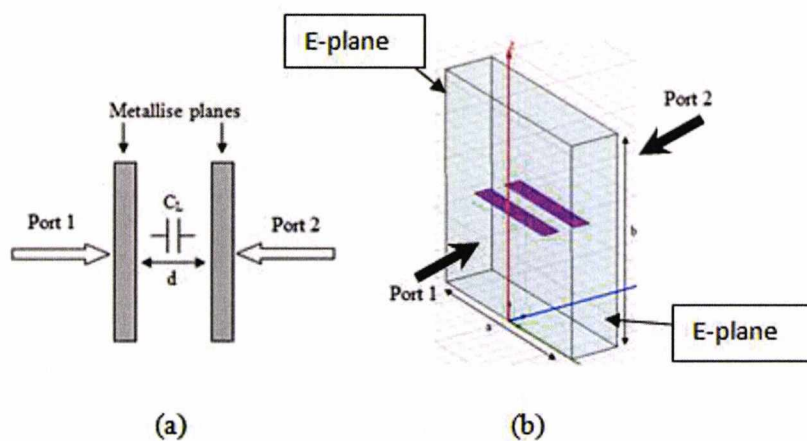 Metallise planes
Port 1
C
Port 2
d
(a)
E-plane
Port 2
b
Port 1
a
E-plane
(b)